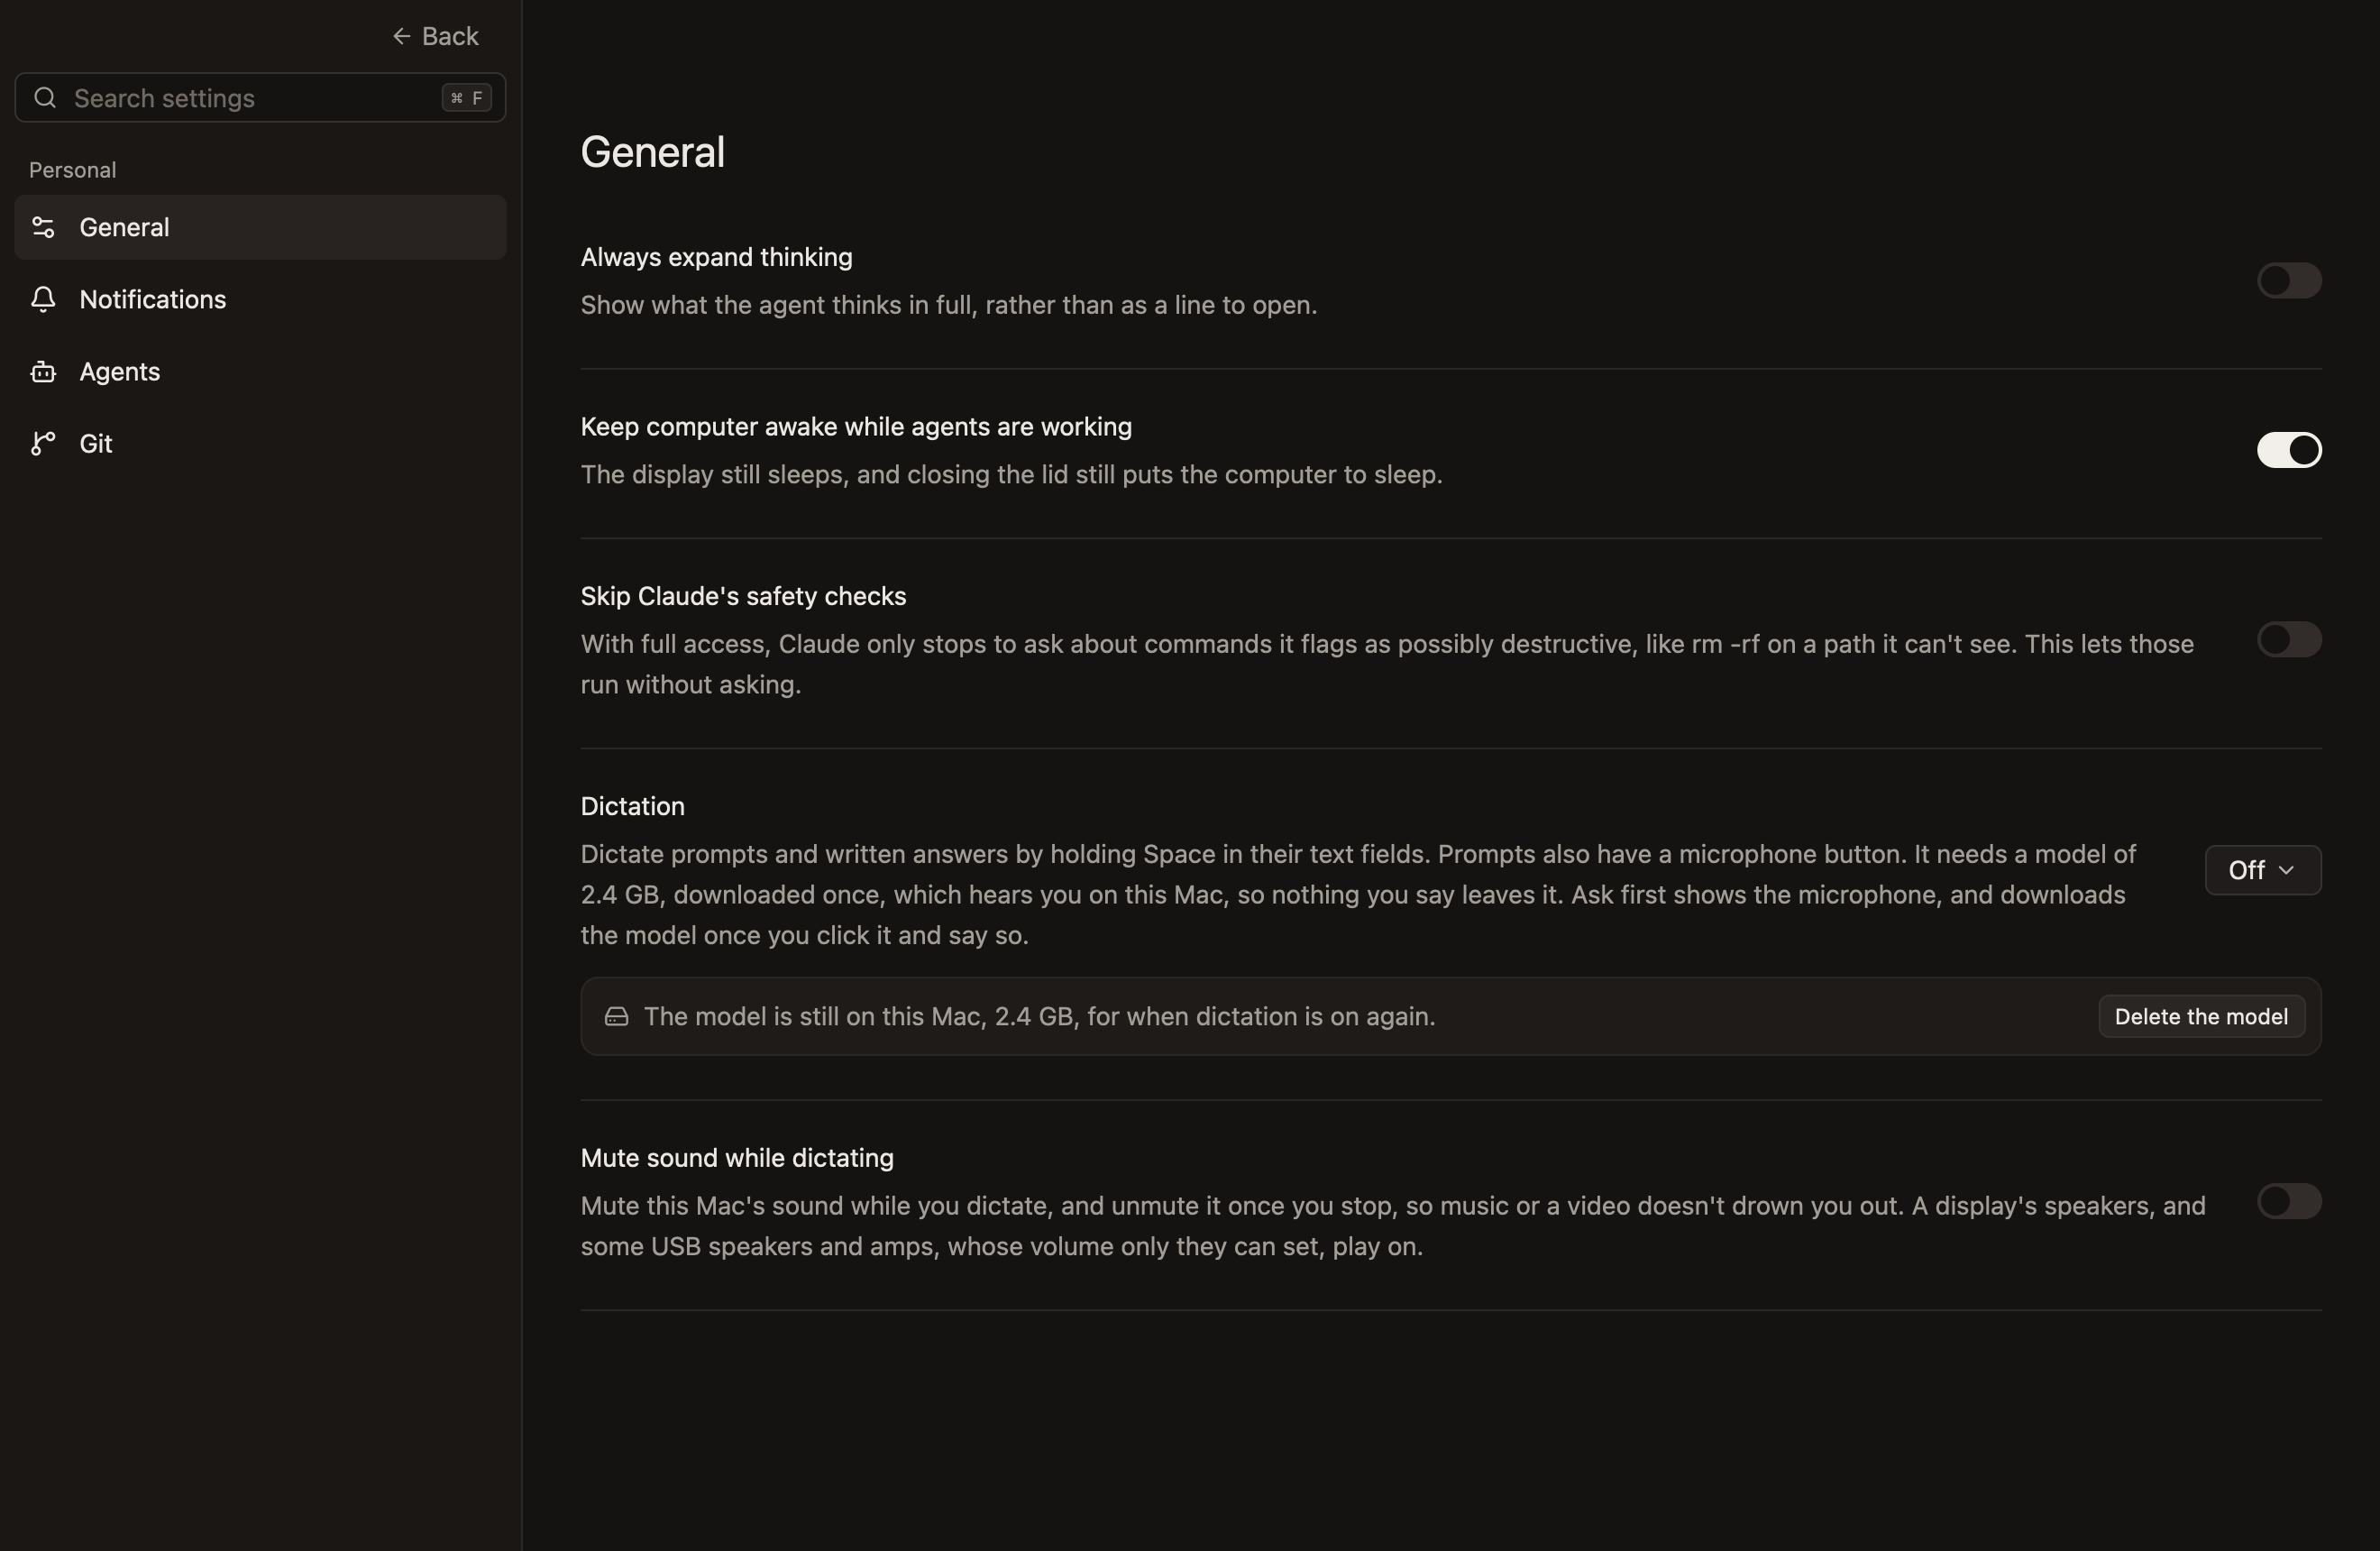 Back
Search settings
⌘ F
Personal
General
Notifications
Agents
Git
General
Always expand thinking
Show what the agent thinks in full, rather than as a line to open.
Keep computer awake while agents are working
The display still sleeps, and closing the lid still puts the computer to sleep.
Skip Claude's safety checks
With full access, Claude only stops to ask about commands it flags as possibly destructive, like rm -rf on a path it can't see. This lets those
run without asking.
Dictation
Dictate prompts and written answers by holding Space in their text fields. Prompts also have a microphone button. It needs a model of
2.4 GB, downloaded once, which hears you on this Mac, so nothing you say leaves it. Ask first shows the microphone, and downloads
the model once you click it and say so.
Off
The model is still on this Mac, 2.4 GB, for when dictation is on again.
Delete the model
Mute sound while dictating
Mute this Mac's sound while you dictate, and unmute it once you stop, so music or a video doesn't drown you out. A display's speakers, and
some USB speakers and amps, whose volume only they can set, play on.